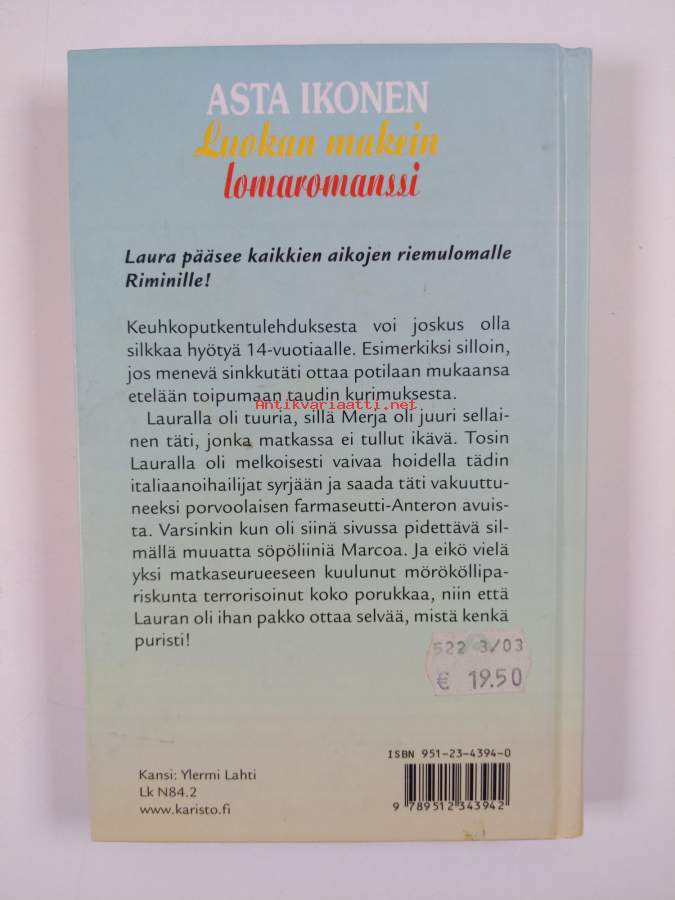 ASTA IKONEN
Luokan makein
lomaromanssi
Laura pääsee kaikkien aikojen riemulomalle
Riminille!
Keuhkoputkentulehduksesta voi joskus olla
silkkaa hyötyä 14-vuotiaalle. Esimerkiksi silloin,
jos menevä sinkkutäti ottaa potilaan mukaansa
etelään toipumaan taudin kurimuksesta.
Antikvariaatti.net
Lauralla oli tuuria, sillä Merja oli juuri sellai-
nen täti, jonka matkassa ei tullut ikävä. Tosin
Lauralla oli melkoisesti vaivaa hoidella tädin
italiaanoihailijat syrjään ja saada täti vakuuttu-
neeksi porvoolaisen farmaseutti-Anteron avuis-
ta. Varsinkin kun oli siinä sivussa pidettävä sil-
mällä muuatta söpöliiniä Marcoa. Ja eikö vielä
yksi matkaseurueeseen kuulunut mörököllipa-
riskunta terrorisoinut koko porukkaa, niin että
Lauran oli ihan pakko ottaa selvää, mistä kenkä
puristi!
522 3/03
€ 19.50
ISBN 951-23-4394-0
Kansi: Ylermi Lahti
Lk N84.2
www.karisto.fi
9 789512 343942